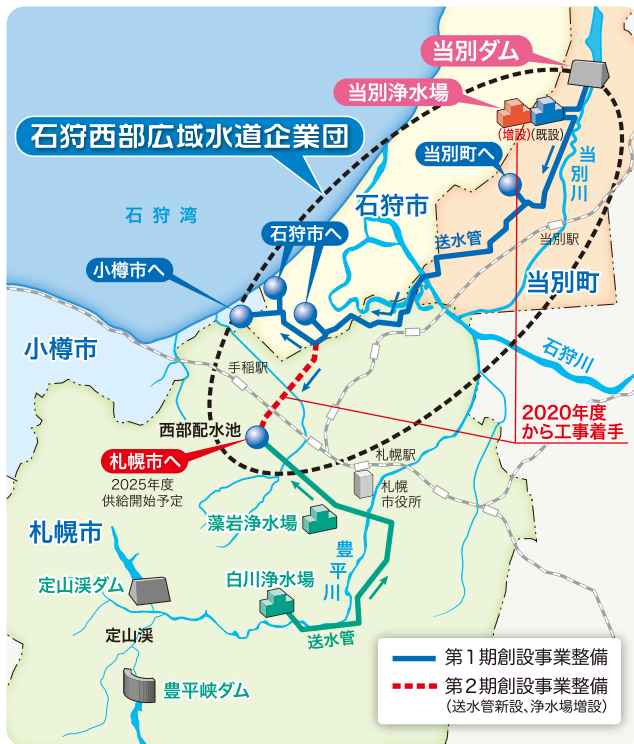 当別ダム
当別浄水場
(増設)(既設)
石狩西部広域水道企業団
当別町へ
当別川
石狩湾
石狩市
石狩市へ
送水管
当別駅
小樽市へ
当別町
小樽市
手稲駅
石狩川
2020年度
から工事着手
西部配水池
札幌市へ
2025年度
供給開始予定
札幌駅
札幌
市役所
藻岩浄水場
札幌市
豊平川
定山渓ダム
白川浄水場
定山渓
送水管
豊平峡ダム
第1期創設事業整備
第2期創設事業整備
(送水管新設、浄水場増設)